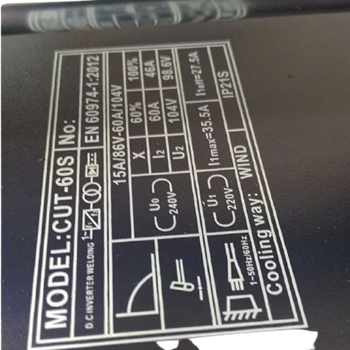 MODEL:CUT-60S No:
D.C INVERTER WELDING EN 60974-1:2012
15A/86V-60A/104V
X 60% 100%
U0 240V I2 60A 46A
U2 104V 98.6V
U1 220V I1max=35.5A I1eff=27.5A
1~50Hz/60Hz
Cooling way: WIND IP21S